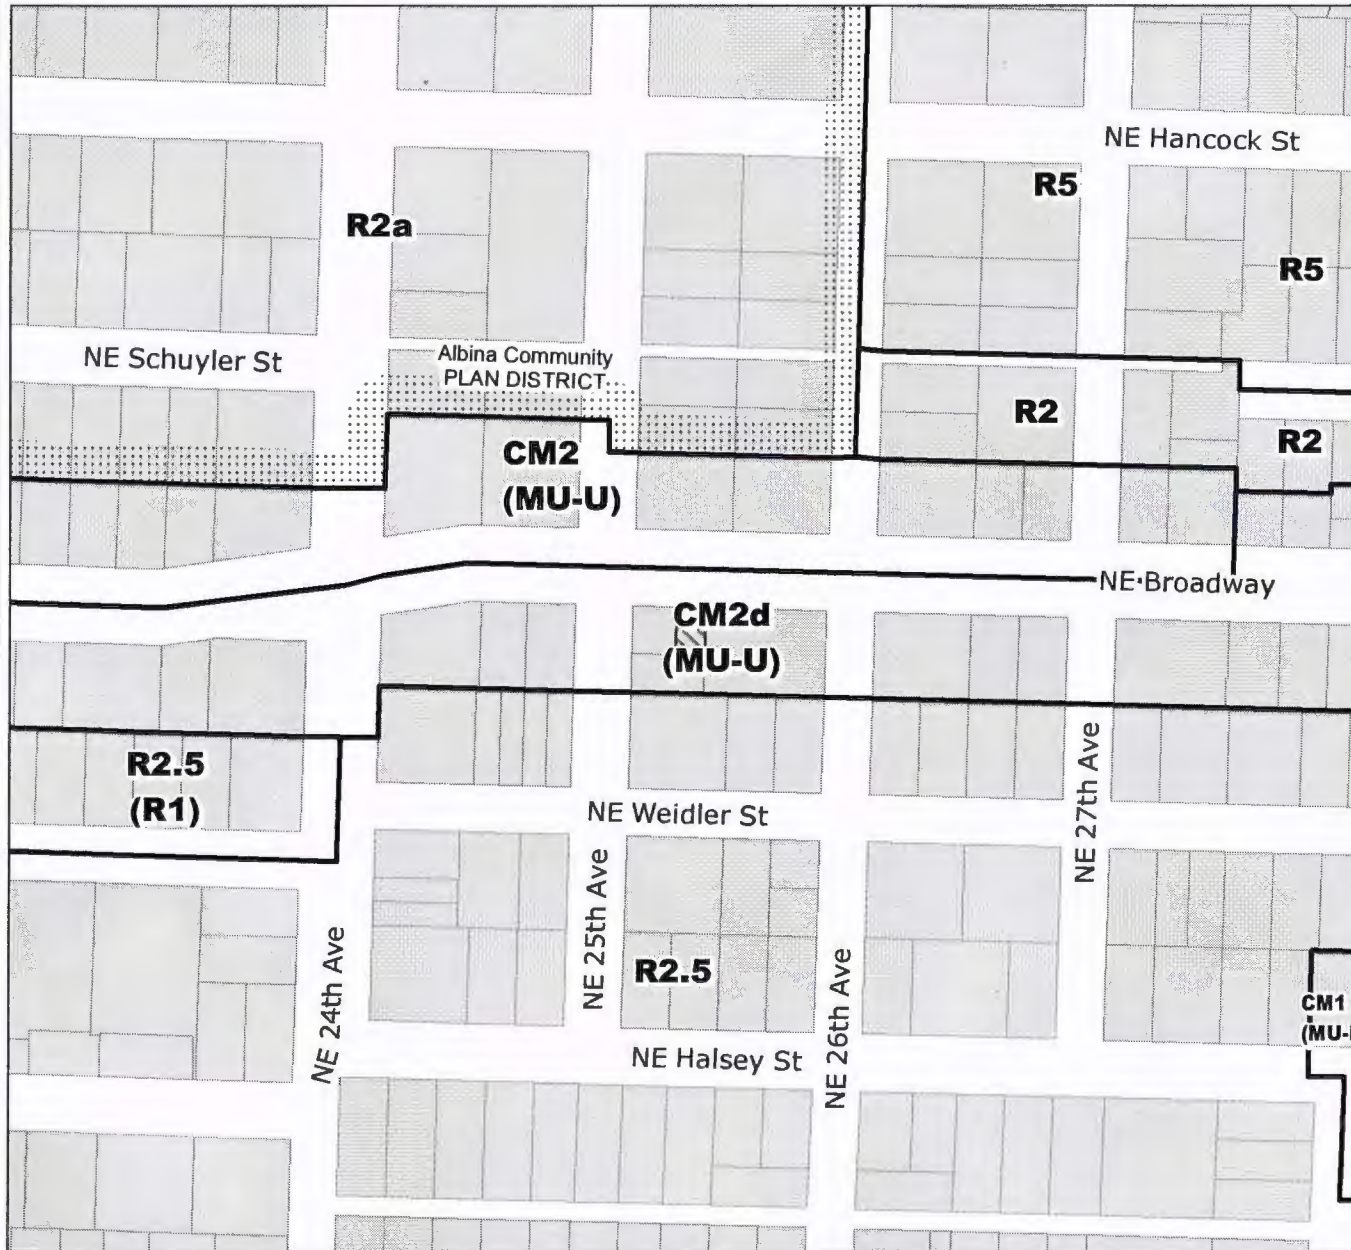 NE Hancock St
R5
R2a
R5
Albina Community
PLAN DISTRICT
NE Schuyler St
R2
R2
CM2
(MU-U)
NE Broadway
CM2d
(MU-U)
R2.5
(R1)
NE Weidler St
NE 27th Ave
NE 25th Ave
R2.5
NE 24th Ave
NE 26th Ave
CM1
(MU-
NE Halsey St